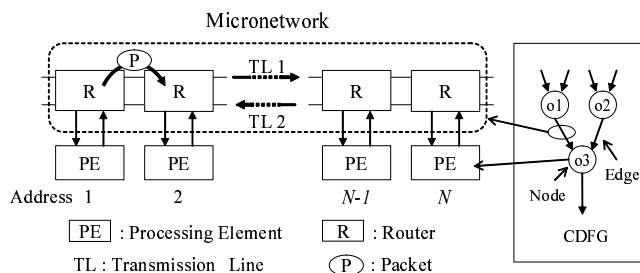 Micronetwork
P
TL 1
R R R R
TL 2
o1 o2
o3
PE PE PE PE
Address 1 2 N-1 N
Node
Edge
CDFG
PE : Processing Element
R : Router
TL : Transmission Line
P : Packet